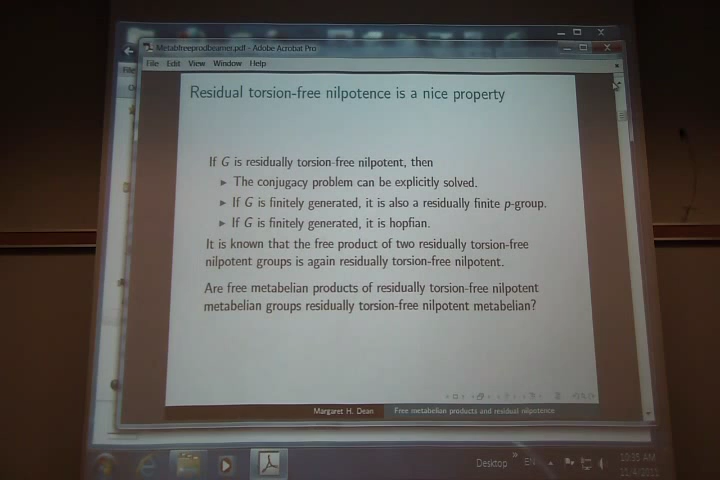 Metabfreeprodbeamer.pdf - Adobe Acrobat Pro
File Edit View Window Help
Residual torsion-free nilpotence is a nice property
If G is residually torsion-free nilpotent, then
▶ The conjugacy problem can be explicitly solved.
▶ If G is finitely generated, it is also a residually finite p-group.
▶ If G is finitely generated, it is hopfian.
It is known that the free product of two residually torsion-free
nilpotent groups is again residually torsion-free nilpotent.
Are free metabelian products of residually torsion-free nilpotent
metabelian groups residually torsion-free nilpotent metabelian?
Margaret H. Dean Free metabelian products and residual nilpotence
Desktop » EN 10:35 AM